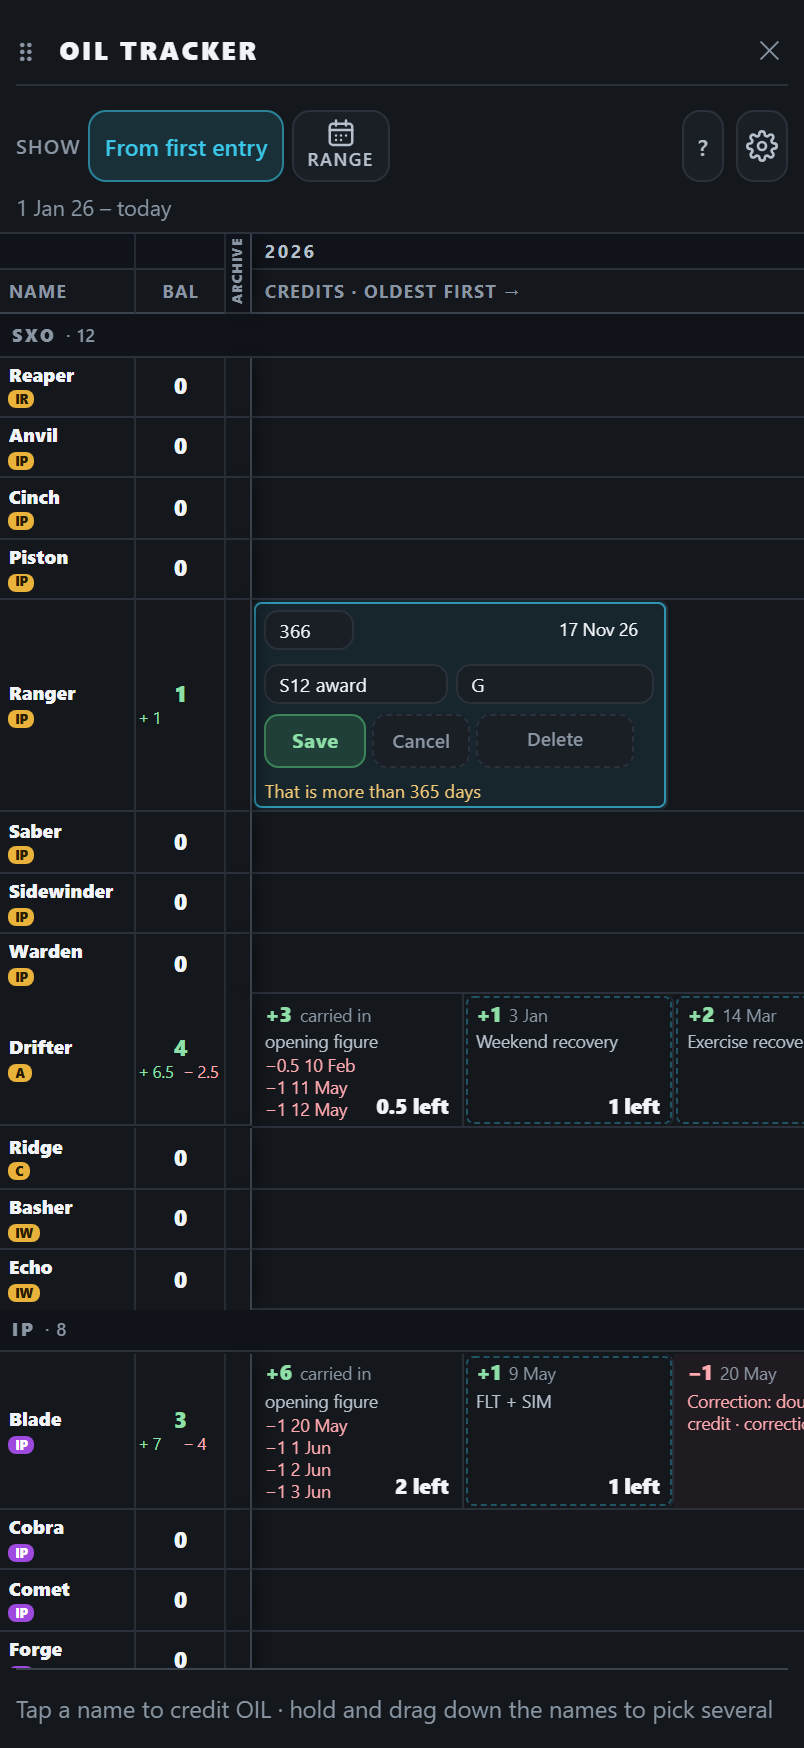 OIL TRACKER
SHOW From first entry RANGE ?
1 Jan 26 – today
2026
NAME BAL ARCHIVE CREDITS · OLDEST FIRST →
SXO · 12
Reaper
IR
0
Anvil
IP
0
Cinch
IP
0
Piston
IP
0
Ranger
IP
1
+ 1
366 17 Nov 26
S12 award G
Save Cancel Delete
That is more than 365 days
Saber
IP
0
Sidewinder
IP
0
Warden
IP
0
Drifter
A
4
+ 6.5 – 2.5
+3 carried in
opening figure
−0.5 10 Feb
−1 11 May
−1 12 May
0.5 left
+1 3 Jan
Weekend recovery
1 left
+2 14 Mar
Exercise recove
Ridge
C
0
Basher
IW
0
Echo
IW
0
IP · 8
Blade
IP
3
+ 7 – 4
+6 carried in
opening figure
−1 20 May
−1 1 Jun
−1 2 Jun
−1 3 Jun
2 left
+1 9 May
FLT + SIM
1 left
−1 20 May
Correction: dou
credit · correctio
Cobra
IP
0
Comet
IP
0
Forge
0
Tap a name to credit OIL · hold and drag down the names to pick several